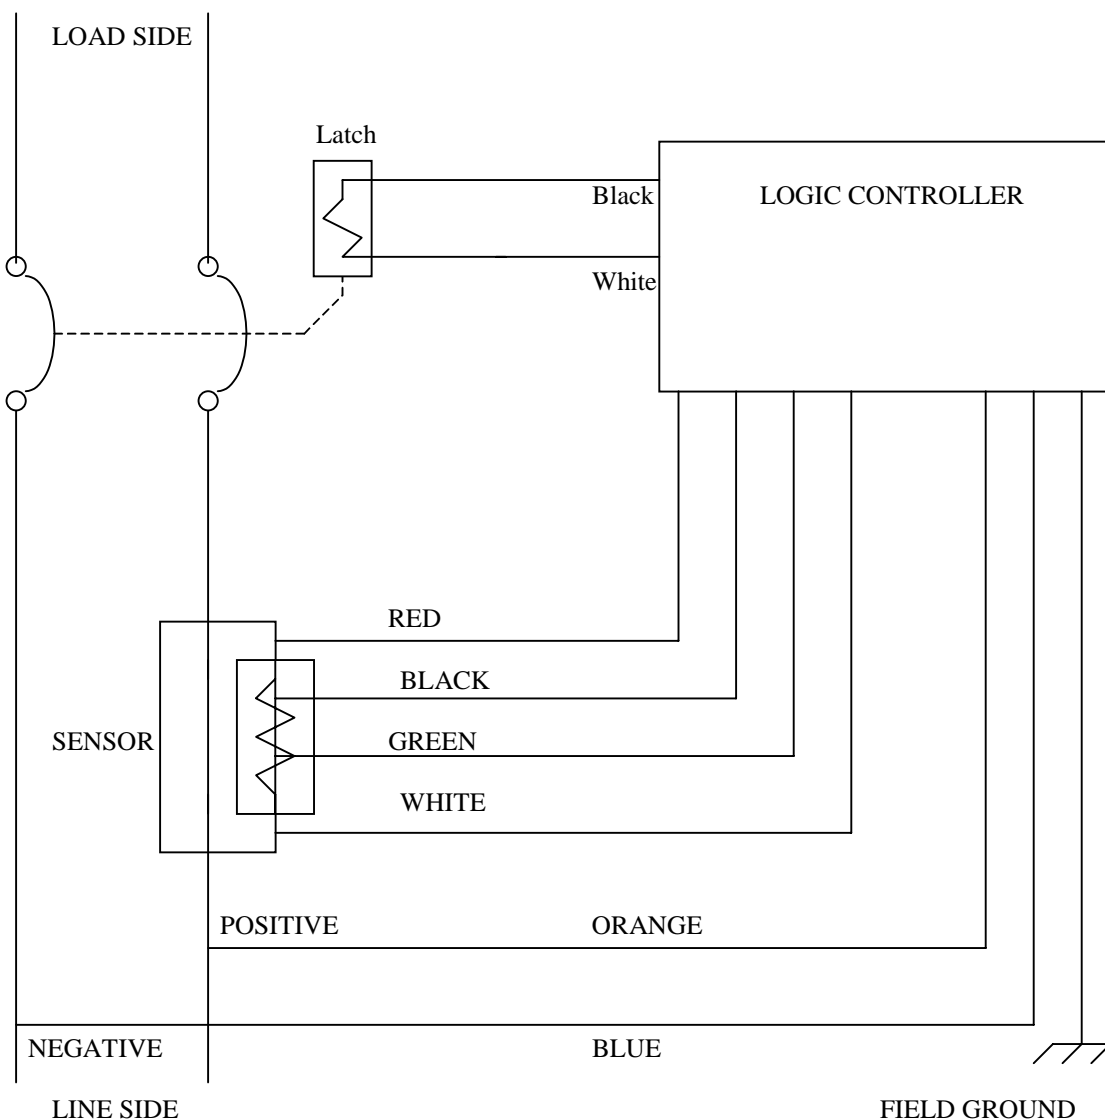 LOAD SIDE
Latch
Black
LOGIC CONTROLLER
White
RED
BLACK
SENSOR
GREEN
WHITE
POSITIVE
ORANGE
NEGATIVE
BLUE
LINE SIDE
FIELD GROUND